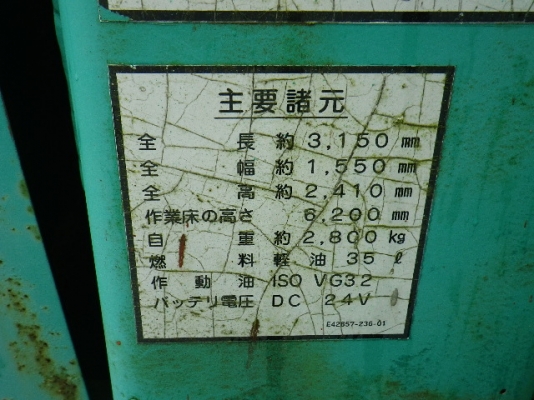 主要諸元
全長 約3,150 mm
全幅 約1,550 mm
全高 約2,410 mm
作業床の高さ 6,200 mm
自重 約2,800 kg
燃料 軽油 35 ℓ
作動油 ISO VG32
バッテリ電圧 DC 24V
E42857-236-01